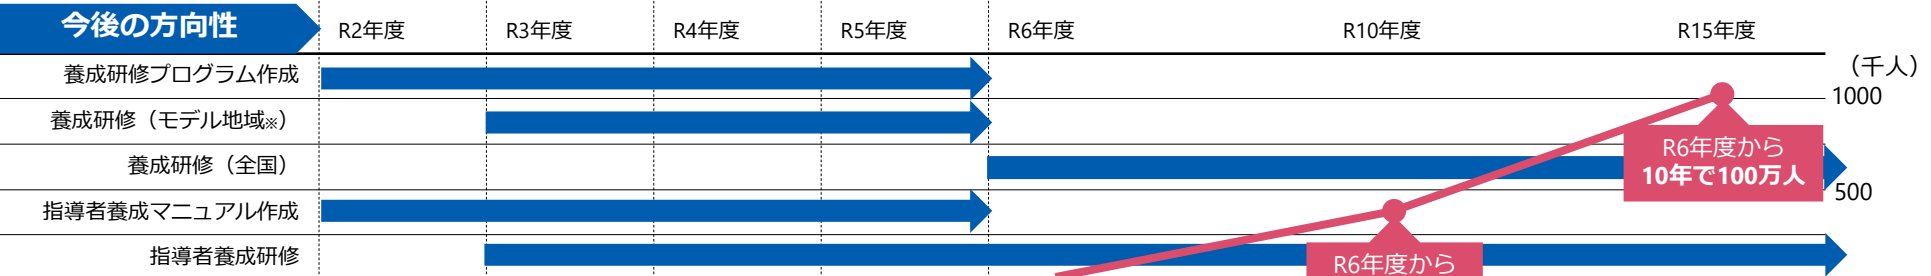 今後の方向性
R2年度 R3年度 R4年度 R5年度 R6年度 R10年度 R15年度
養成研修プログラム作成
(千人)
1000
養成研修(モデル地域※)
養成研修(全国)
R6年度から
10年で100万人
500
指導者養成マニュアル作成
指導者養成研修
R6年度から